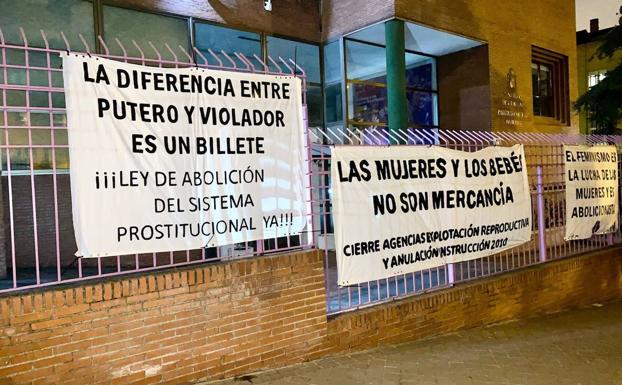 LA DIFERENCIA ENTRE
PUTERO Y VIOLADOR
ES UN BILLETE
¡¡¡LEY DE ABOLICIÓN
DEL SISTEMA
PROSTITUCIONAL YA!!!
LAS MUJERES Y LOS BEBÉS
NO SON MERCANCÍA
CIERRE AGENCIAS EXPLOTACIÓN REPRODUCTIVA
Y ANULACIÓN INSTRUCCIÓN 2010
EL FEMINISMO ES
LA LUCHA DE LAS
MUJERES Y ES
ABOLICIONISTA